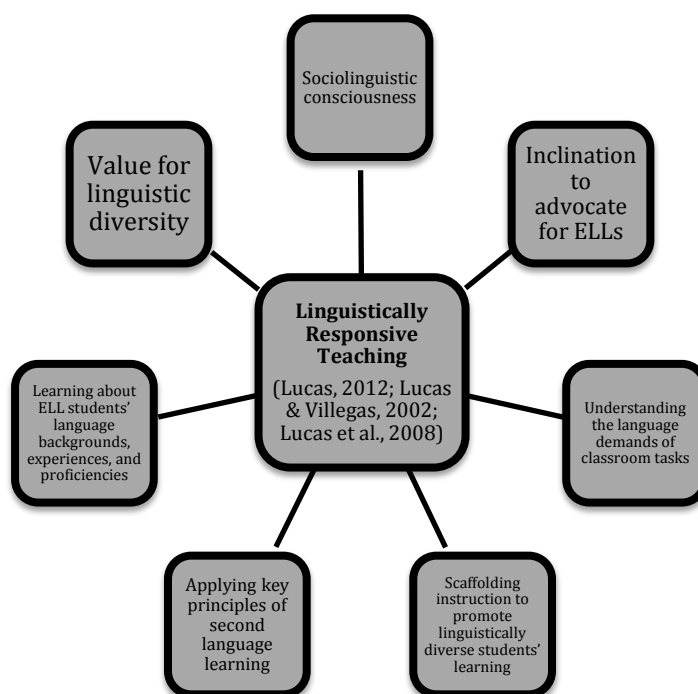 Sociolinguistic
consciousness
Value for
linguistic
diversity
Inclination
to
advocate
for ELLs
Linguistically
Responsive
Teaching
(Lucas, 2012; Lucas
& Villegas, 2002;
Lucas et al., 2008)
Learning about
ELL students’
language
backgrounds,
experiences, and
proficiencies
Understanding
the language
demands of
classroom tasks
Applying key
principles of
second
language
learning
Scaffolding
instruction to
promote
linguistically
diverse students’
learning